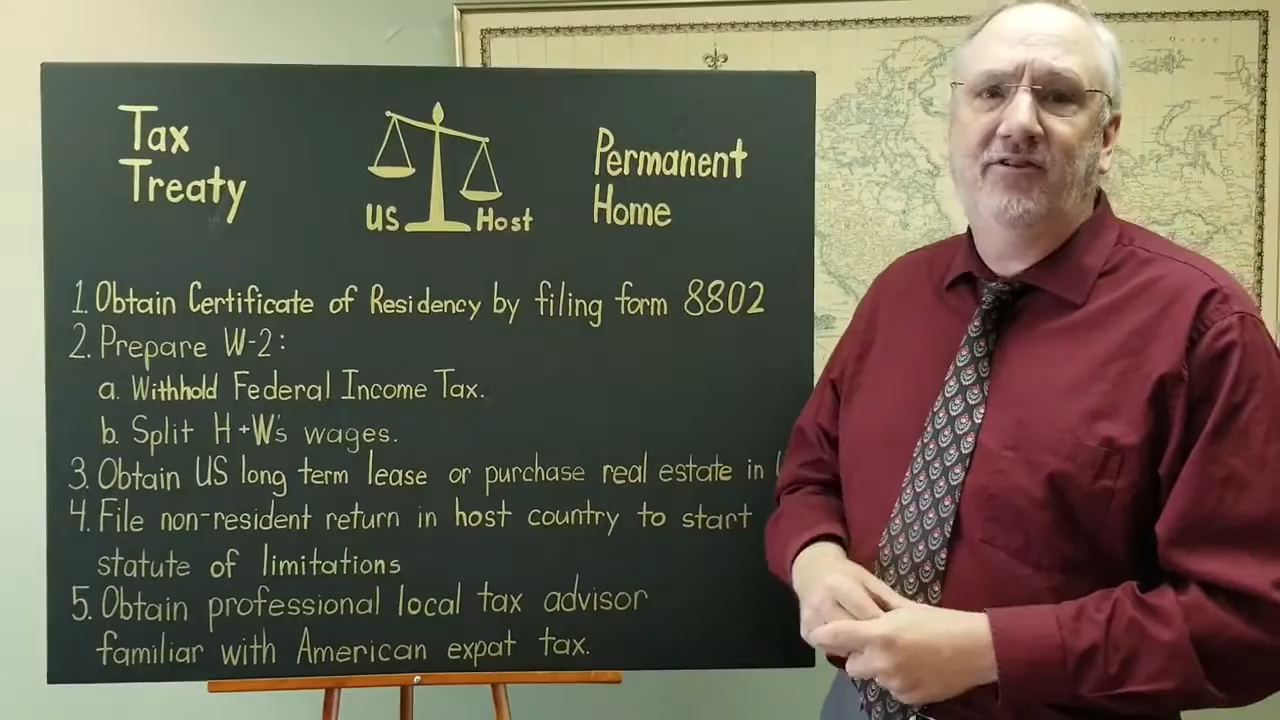 Tax
Treaty
US Host
Permanent
Home
1. Obtain Certificate of Residency by filing form 8802
2. Prepare W-2:
a. Withhold Federal Income Tax.
b. Split H+W's wages.
3. Obtain US long term lease or purchase real estate in
4. File non-resident return in host country to start
statute of limitations
5. Obtain professional local tax advisor
familiar with American expat tax.